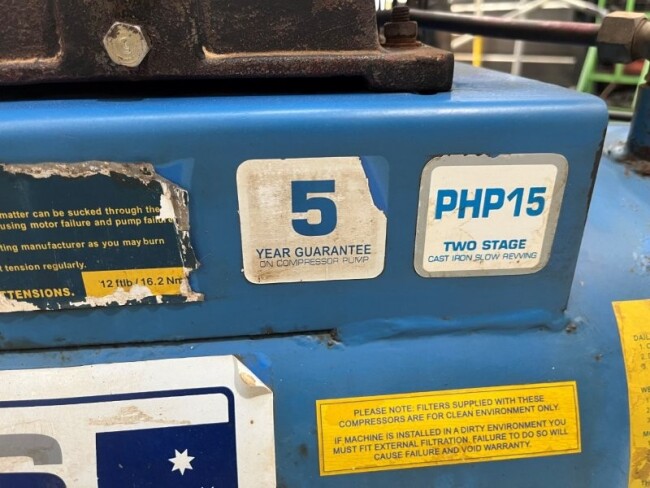 matter can be sucked through the
using motor failure and pump failure
ting manufacturer as you may burn
t tension regularly.
TENSIONS.
12 ftlb / 16.2 Nm
5
YEAR GUARANTEE
ON COMPRESSOR PUMP
PHP15
TWO STAGE
CAST IRON SLOW REVVING
PLEASE NOTE: FILTERS SUPPLIED WITH THESE
COMPRESSORS ARE FOR CLEAN ENVIRONMENT ONLY.
IF MACHINE IS INSTALLED IN A DIRTY ENVIRONMENT YOU
MUST FIT EXTERNAL FILTRATION. FAILURE TO DO SO WILL
CAUSE FAILURE AND VOID WARRANTY.
DAIL